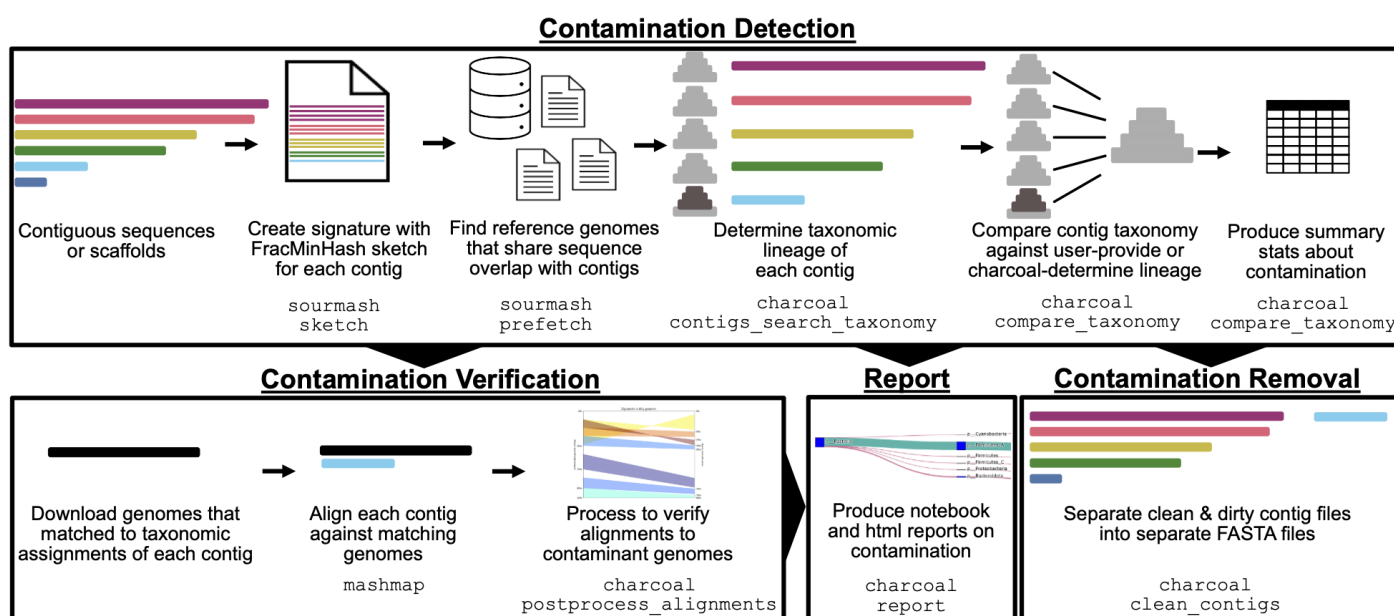 Contamination Detection
Contiguous sequences
or scaffolds
Create signature with
FracMinHash sketch
for each contig
sourmash
sketch
Find reference genomes
that share sequence
overlap with contigs
sourmash
prefetch
Determine taxonomic
lineage of
each contig
charcoal
contigs_search_taxonomy
Compare contig taxonomy
against user-provide or
charcoal-determine lineage
charcoal
compare_taxonomy
Produce summary
stats about
contamination
charcoal
compare_taxonomy
Contamination Verification
Download genomes that
matched to taxonomic
assignments of each contig
Align each contig
against matching
genomes
mashmap
Process to verify
alignments to
contaminant genomes
charcoal
postprocess_alignments
Report
p__Cyanobacteria
p__Firmicutes
p__Firmicutes_C
p__Proteobacteria
Produce notebook
and html reports on
contamination
charcoal
report
Contamination Removal
Separate clean & dirty contig files
into separate FASTA files
charcoal
clean_contigs